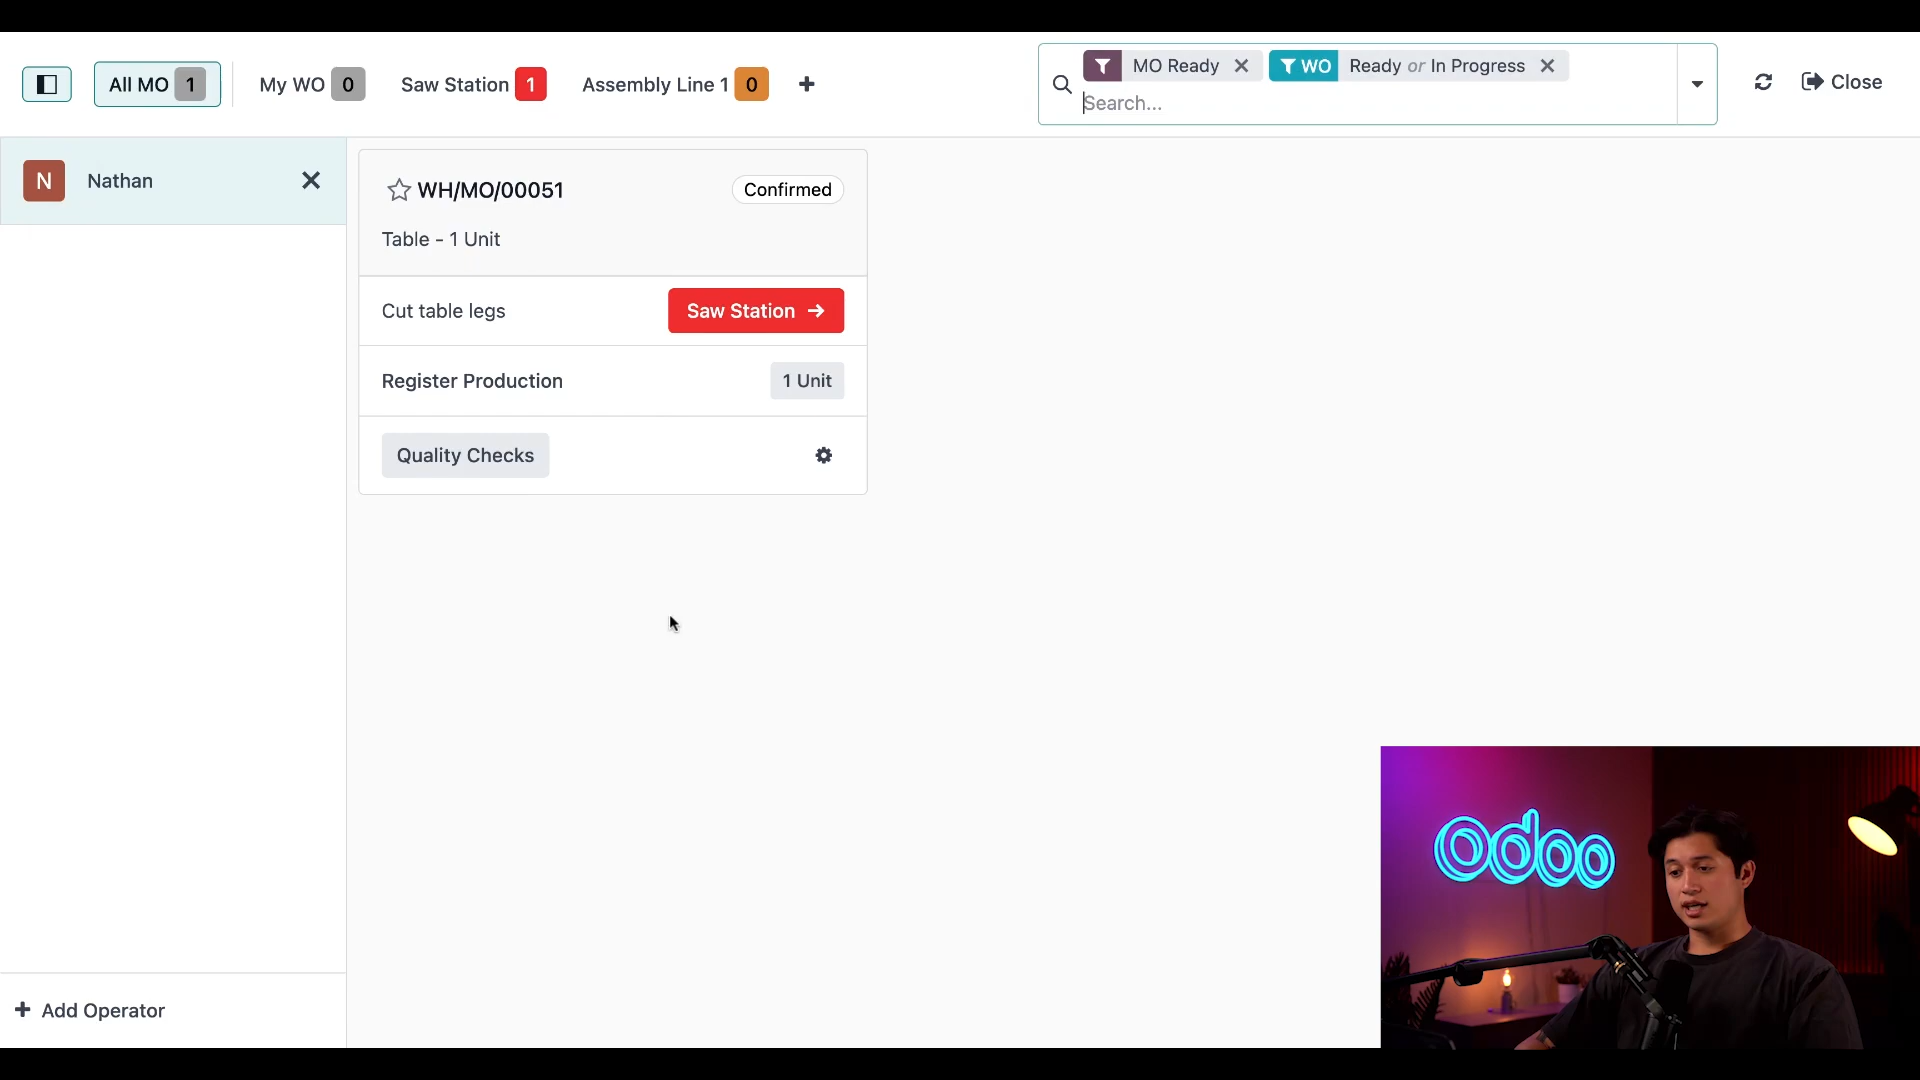 All MO 1
My WO 0
Saw Station 1
Assembly Line 1 0
MO Ready
WO Ready or In Progress
Search...
Close
N Nathan
WH/MO/00051
Confirmed
Table - 1 Unit
Cut table legs
Saw Station
Register Production
1 Unit
Quality Checks
Add Operator
odoo